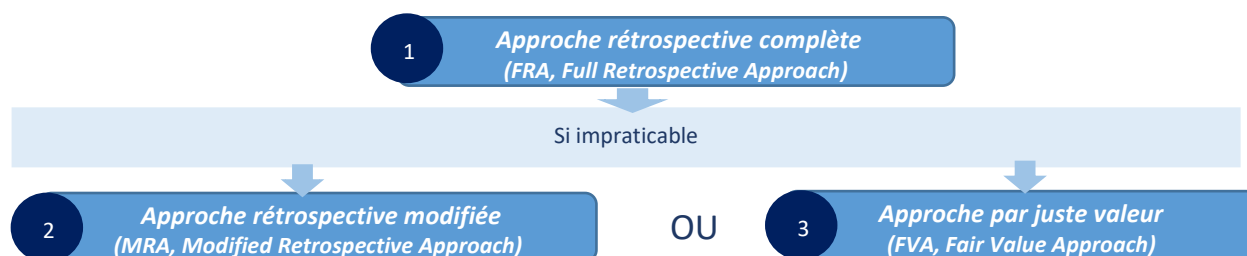 1
Approche rétrospective complète
(FRA, Full Retrospective Approach)
Si impraticable
2
Approche rétrospective modifiée
(MRA, Modified Retrospective Approach)
OU
3
Approche par juste valeur
(FVA, Fair Value Approach)